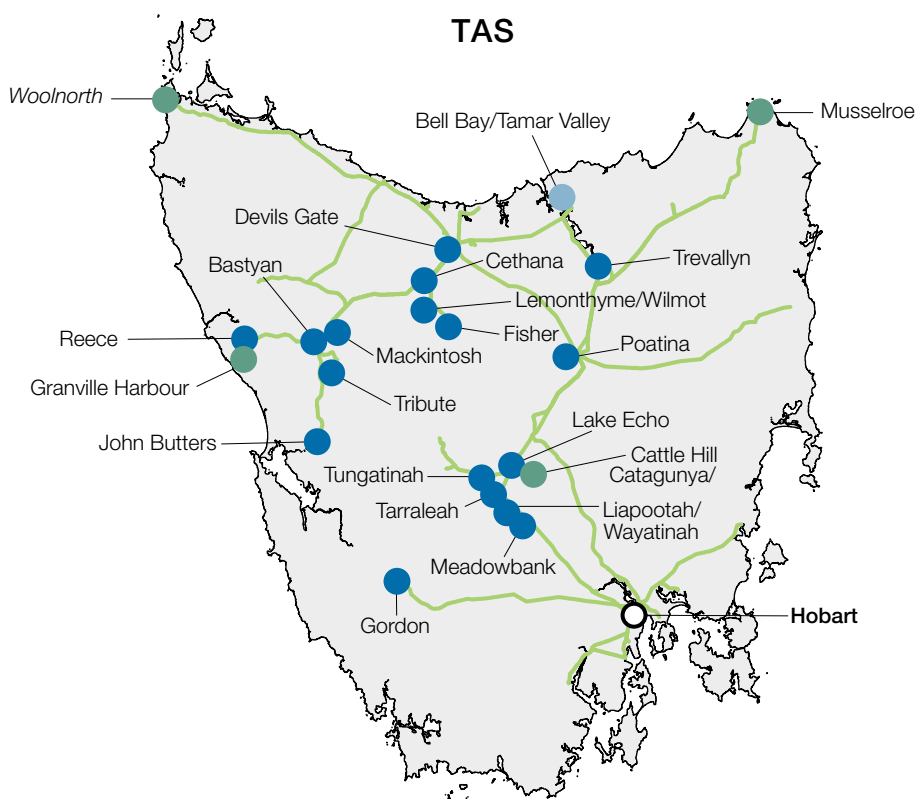 TAS
Woolnorth
Musselroe
Bell Bay/Tamar Valley
Devils Gate
Cethana
Trevallyn
Bastyan
Lemonthyme/Wilmot
Reece
Fisher
Poatina
Mackintosh
Granville Harbour
Tribute
Lake Echo
John Butters
Cattle Hill
Tungatinah
Catagunya/
Tarraleah
Liapootah/
Wayatinah
Meadowbank
Hobart
Gordon